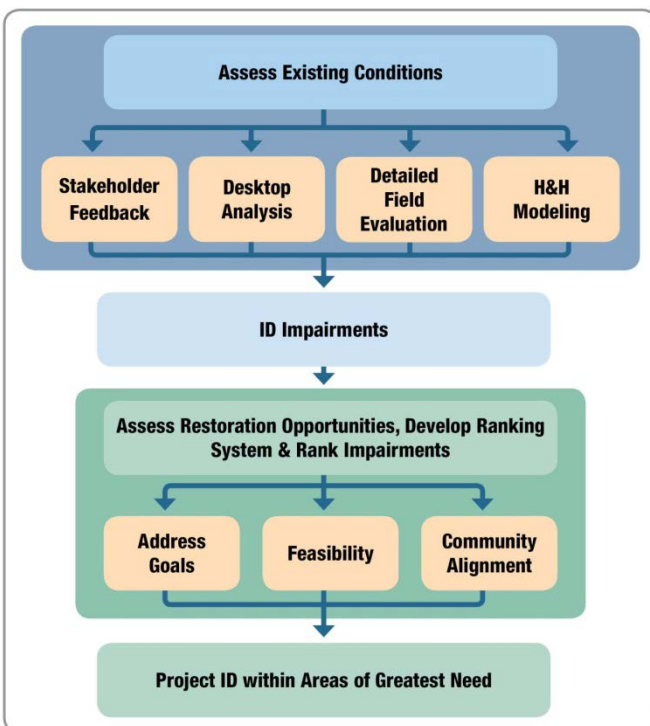 Assess Existing Conditions
Stakeholder
Feedback
Desktop
Analysis
Detailed
Field
Evaluation
H&H
Modeling
ID Impairments
Assess Restoration Opportunities, Develop Ranking
System & Rank Impairments
Address
Goals
Feasibility
Community
Alignment
Project ID within Areas of Greatest Need